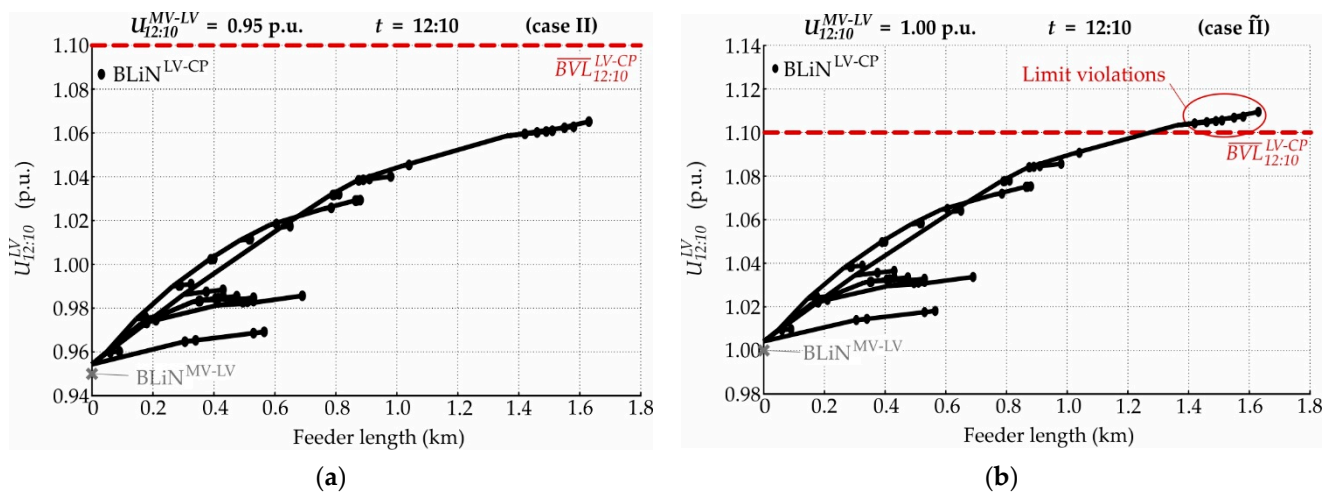 U^{MV-LV}_{12:10} = 0.95 p.u. t = 12:10 (case II)
1.10
BLiN^{LV-CP}
\overline{BVL}^{LV-CP}_{12:10}
1.08
1.06
1.04
1.02
1.00
0.98
0.96
0.94
U^{LV}_{12:10} (p.u.)
BLiN^{MV-LV}
0 0.2 0.4 0.6 0.8 1.0 1.2 1.4 1.6 1.8
Feeder length (km)
(a)
U^{MV-LV}_{12:10} = 1.00 p.u. t = 12:10 (case ĨĨ)
1.14
BLiN^{LV-CP}
Limit violations
1.12
1.10
\overline{BVL}^{LV-CP}_{12:10}
1.08
1.06
1.04
1.02
1.00
0.98
U^{LV}_{12:10} (p.u.)
BLiN^{MV-LV}
0 0.2 0.4 0.6 0.8 1.0 1.2 1.4 1.6 1.8
Feeder length (km)
(b)